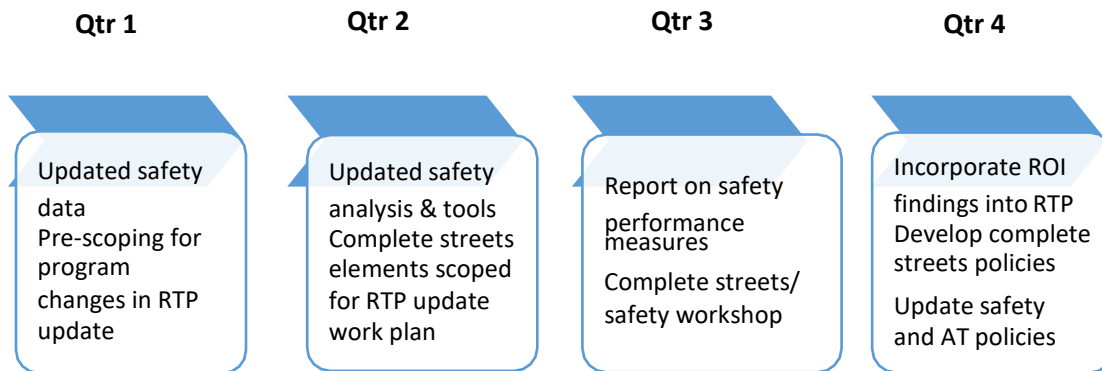 Qtr 1
Updated safety
data
Pre-scoping for
program
changes in RTP
update
Qtr 2
Updated safety
analysis & tools
Complete streets
elements scoped
for RTP update
work plan
Qtr 3
Report on safety
performance
measures
Complete streets/
safety workshop
Qtr 4
Incorporate ROI
findings into RTP
Develop complete
streets policies
Update safety
and AT policies